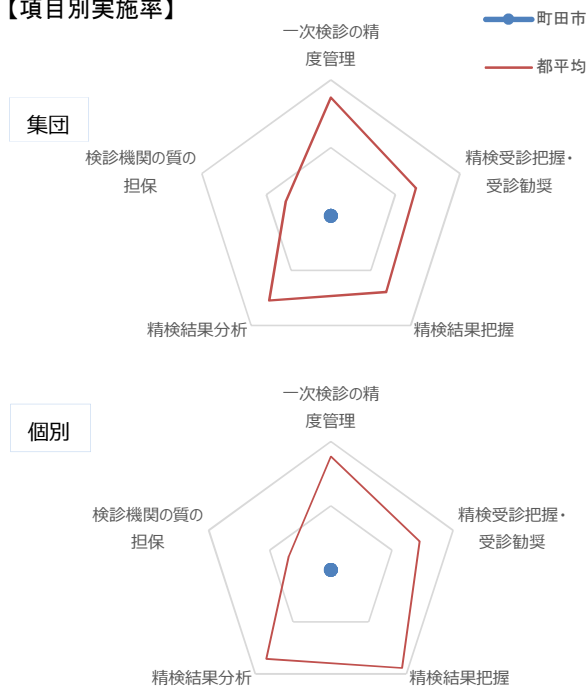 【項目別実施率】
町田市
都平均
集団
一次検診の精
度管理
検診機関の質の
担保
精検受診把握・
受診勧奨
精検結果分析
精検結果把握
個別
一次検診の精
度管理
検診機関の質の
担保
精検受診把握・
受診勧奨
精検結果分析
精検結果把握